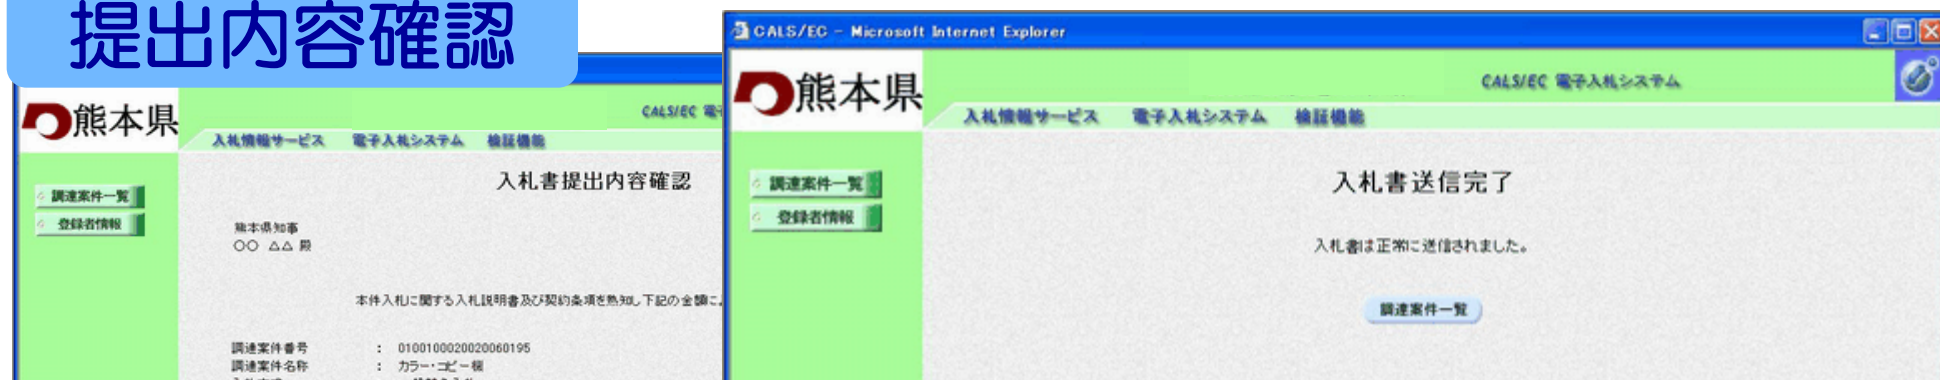 提出内容確認
熊本県
CALS/EC 電
入札情報サービス 電子入札システム 検証機能
調達案件一覧
登録者情報
入札書提出内容確認
熊本県知事
〇〇 △△ 殿
本件入札に関する入札説明書及び契約条項を熟知し、下記の金額に
調達案件番号 : 0100100020020060195
調達案件名称 : カラー・コピー機
CALS/EC - Microsoft Internet Explorer
熊本県
CALS/EC 電子入札システム
入札情報サービス 電子入札システム 検証機能
調達案件一覧
登録者情報
入札書送信完了
入札書は正常に送信されました。
調達案件一覧